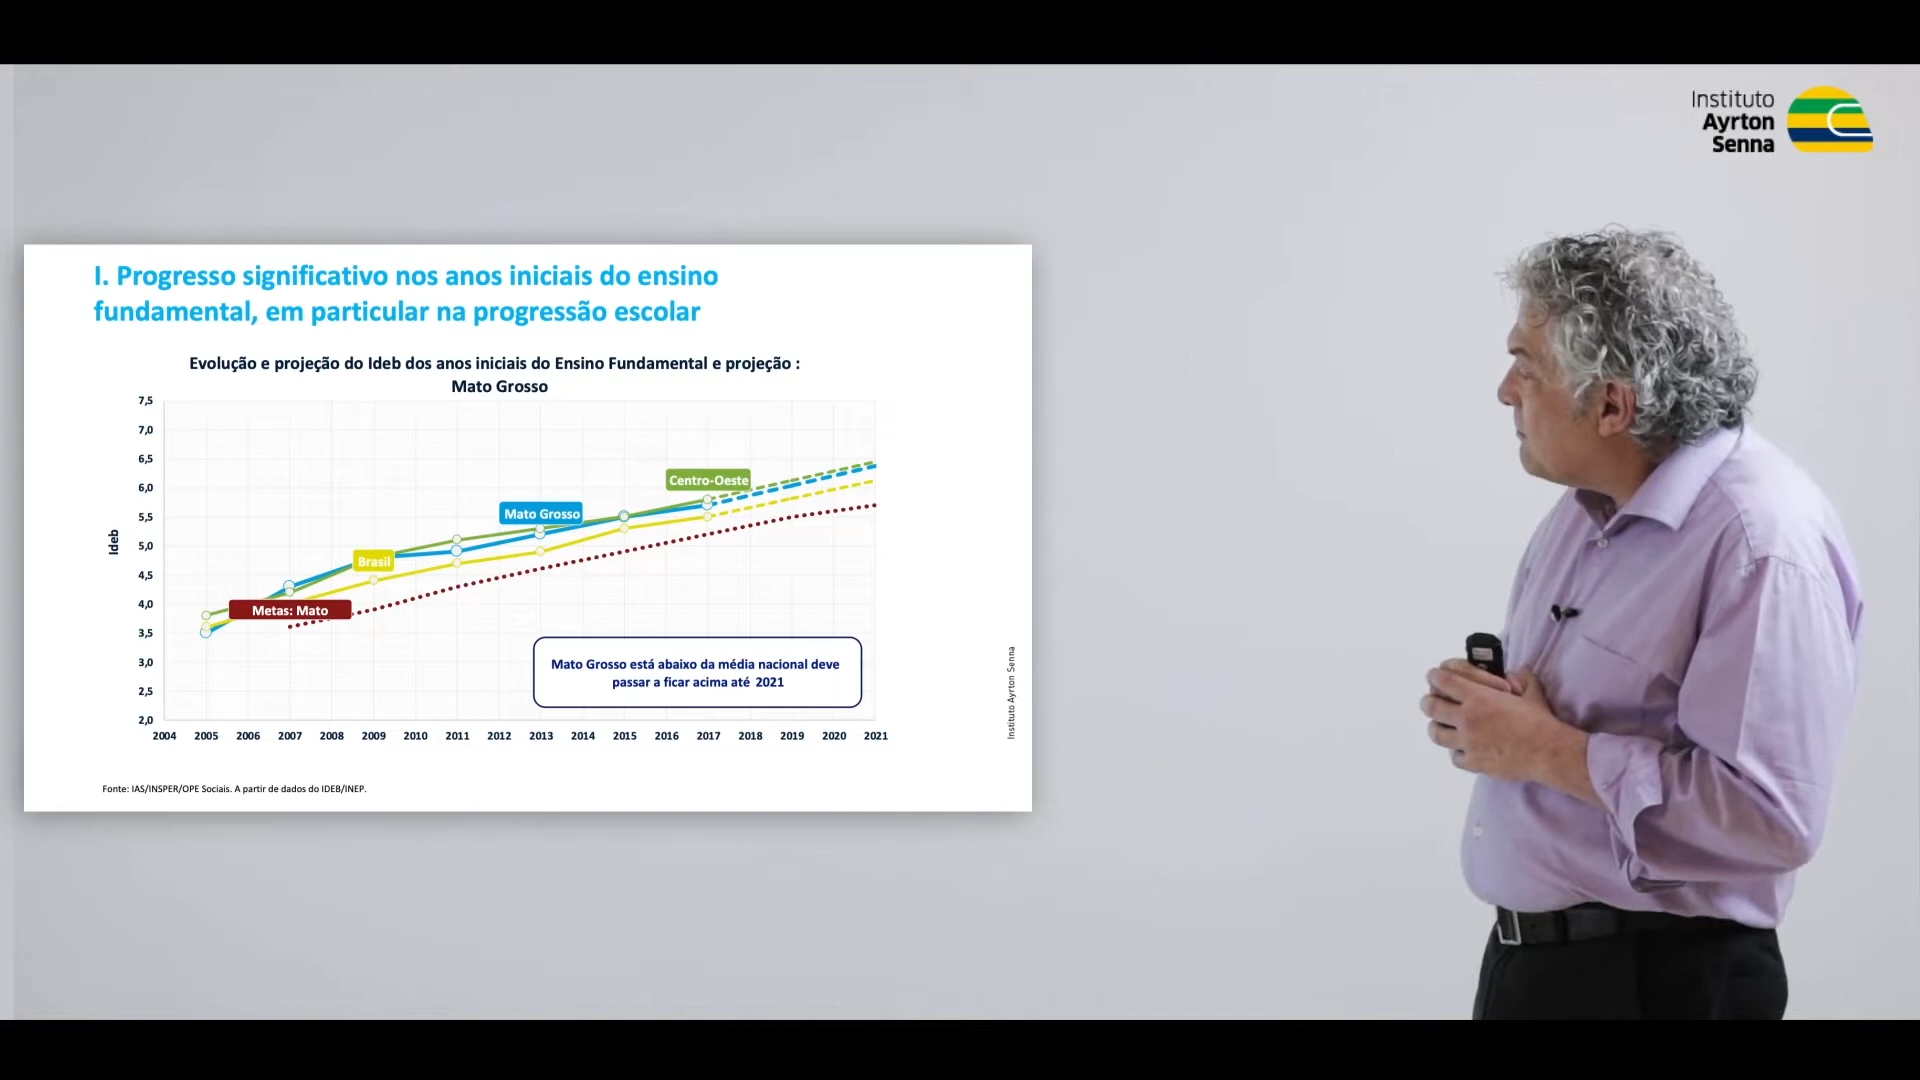 Instituto
Ayrton
Senna
I. Progresso significativo nos anos iniciais do ensino
fundamental, em particular na progressão escolar
Evolução e projeção do Ideb dos anos iniciais do Ensino Fundamental e projeção :
Mato Grosso
7,5
7,0
6,5
6,0
5,5
5,0
4,5
4,0
3,5
3,0
2,5
2,0
Ideb
Centro-Oeste
Mato Grosso
Brasil
Metas: Mato
Mato Grosso está abaixo da média nacional deve
passar a ficar acima até 2021
2004 2005 2006 2007 2008 2009 2010 2011 2012 2013 2014 2015 2016 2017 2018 2019 2020 2021
Instituto Ayrton Senna
Fonte: IAS/INSPER/OPE Sociais. A partir de dados do IDEB/INEP.